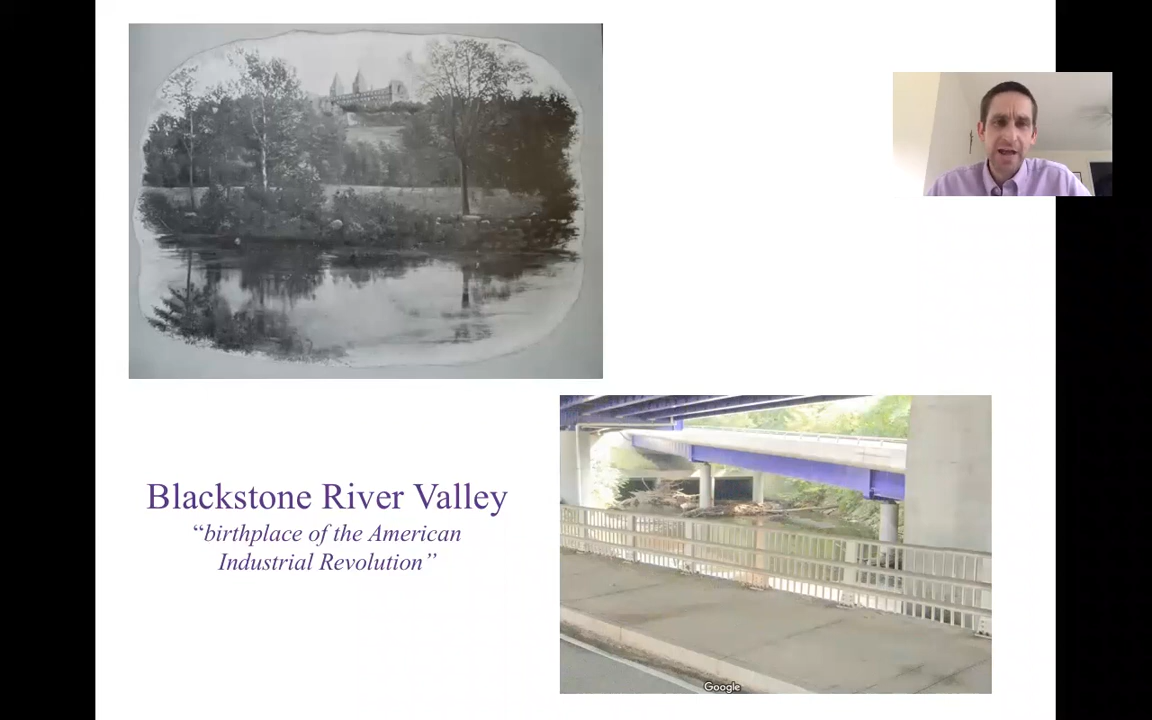 Blackstone River Valley
“birthplace of the American
Industrial Revolution”
Google